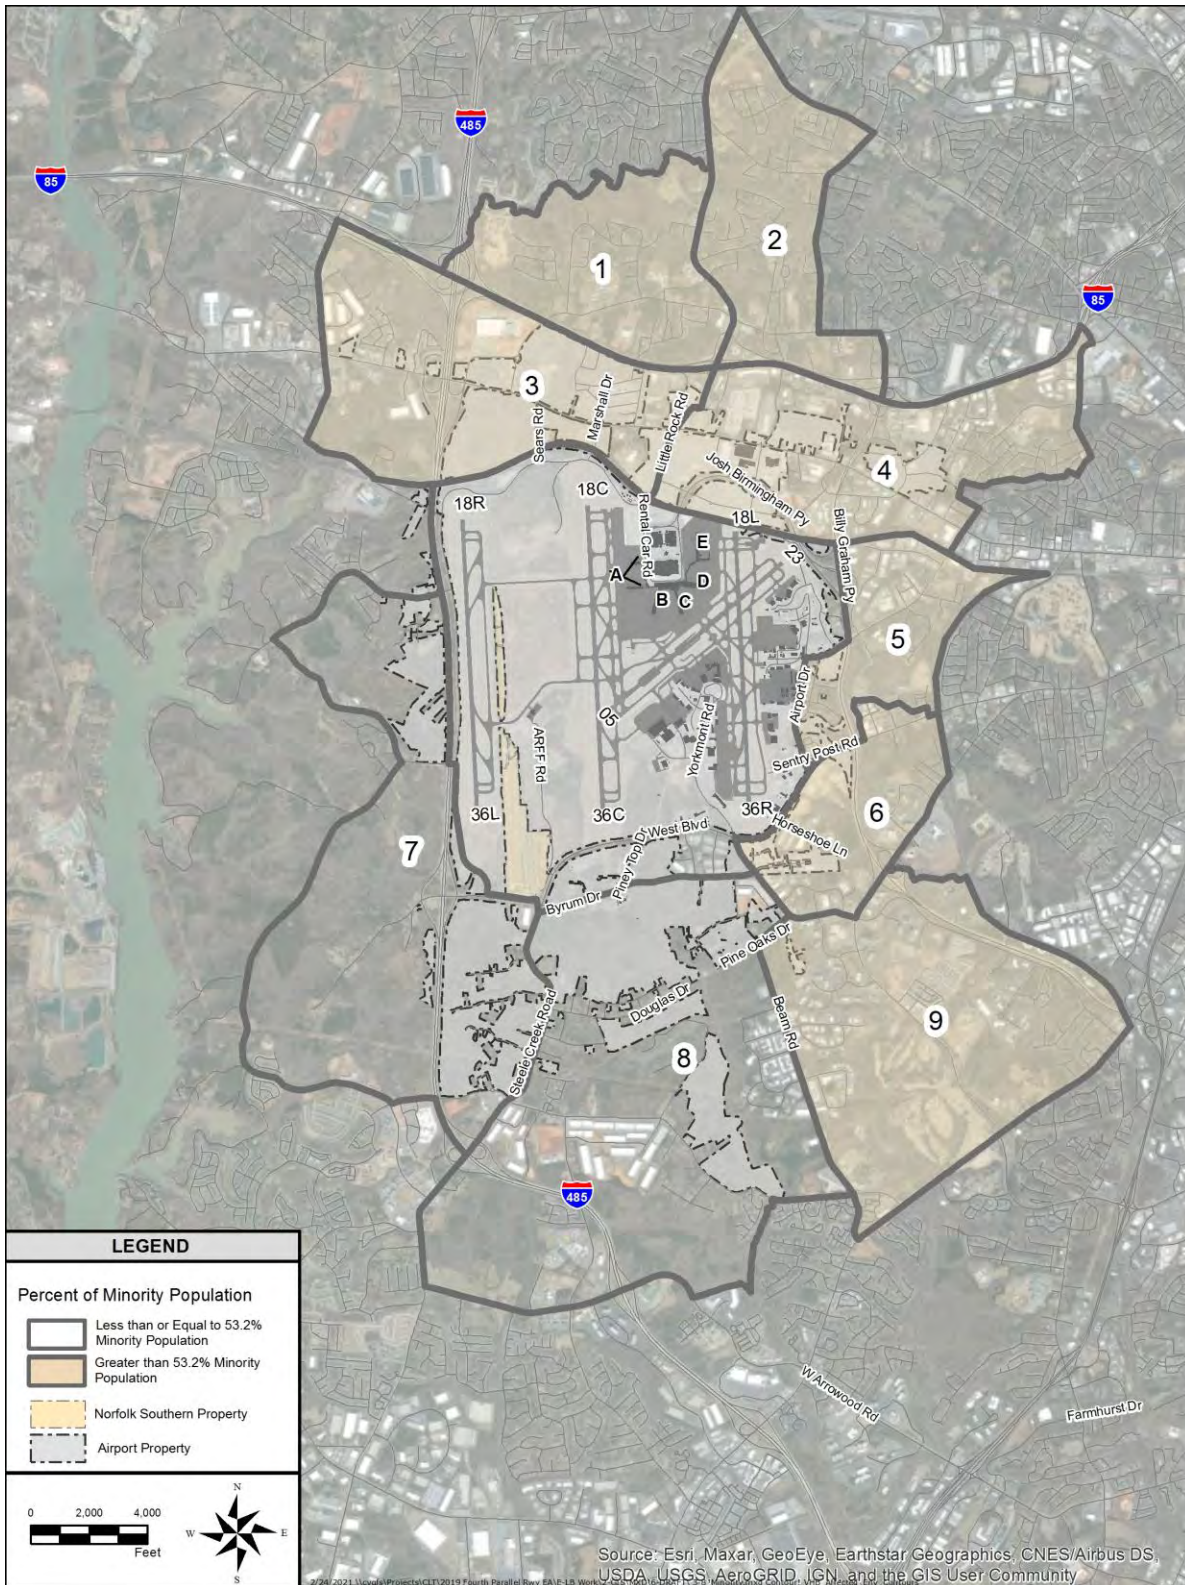 485
85
2
1
85
3
Marshall Dr
Sears Rd
Little Rock Rd
Josh Birmingham Py
4
18R
18C
Rental Car Rd
18L
Billy Graham Py
E
23
A
D
B
C
5
Airport Dr
05
Yorkmont Rd
ARFF Rd
Sentry Post Rd
36L
36C
36R
6
West Blvd
Horseshoe Ln
Piney Top Dr
7
Byrum Dr
Pine Oaks Dr
Douglas Dr
Beam Rd
9
Steele Creek Road
8
485
W Arrowood Rd
Farmhurst Dr
LEGEND
Percent of Minority Population
Less than or Equal to 53.2%
Minority Population
Greater than 53.2% Minority
Population
Norfolk Southern Property
Airport Property
0 2,000 4,000
Feet
N
W E
S
Source: Esri, Maxar, GeoEye, Earthstar Geographics, CNES/Airbus DS,
USDA, USGS, AeroGRID, IGN, and the GIS User Community